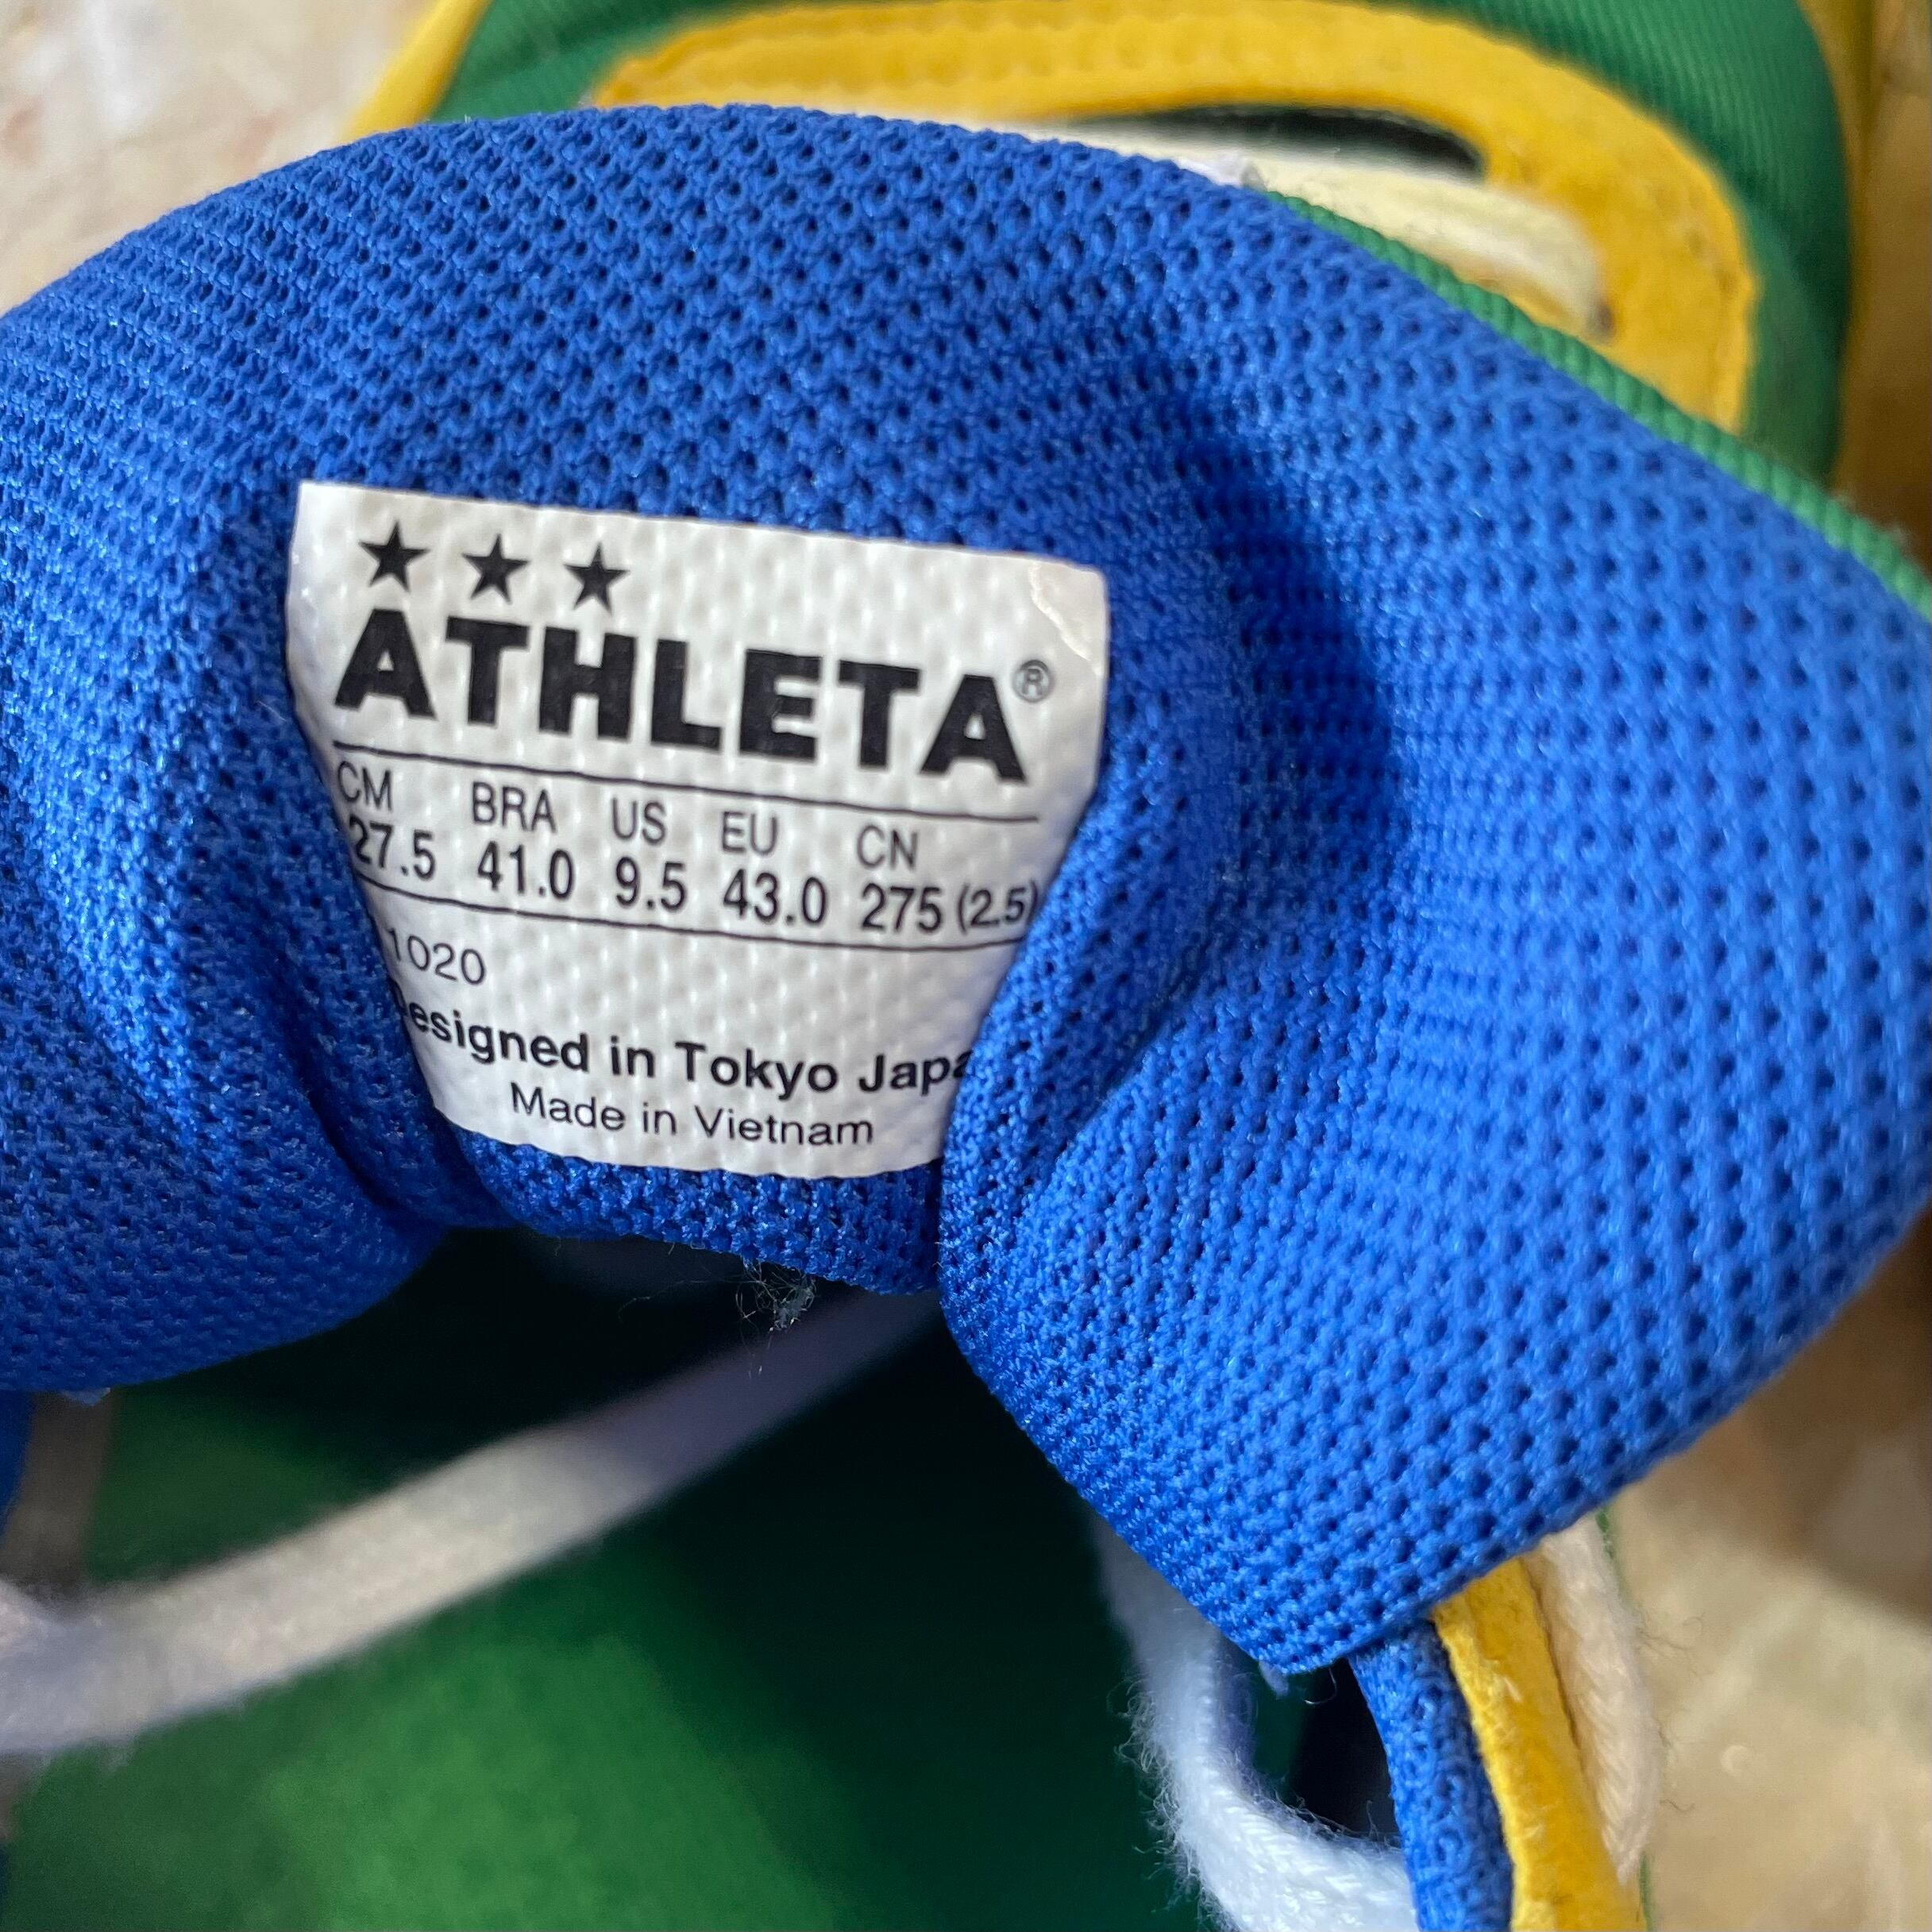 ★★★
ATHLETA®
CM BRA US EU CN
27.5 41.0 9.5 43.0 275 (2.5)
1020
Designed in Tokyo Japa
Made in Vietnam